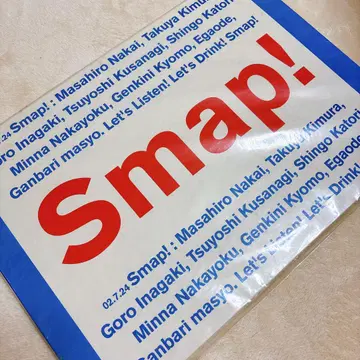 .24 Smap! : Masahiro Nakai, Takuya Kimura,
Goro Inagaki, Tsuyoshi Kusanagi, Shingo Katori
Minna Nakayoku, Genkini Kyomo, Egaode,
Ganbari masyo. Let's Listen! Let's Drink! Smap!
Smap!
02.7.24 Smap! : Masahiro Nakai, Takuya Kimura,
Goro Inagaki, Tsuyoshi Kusanagi, Shingo Kato
Minna Nakayoku, Genkini Kyomo, Egaode,
Ganbari masyo. Let's Listen! Let's Drink!